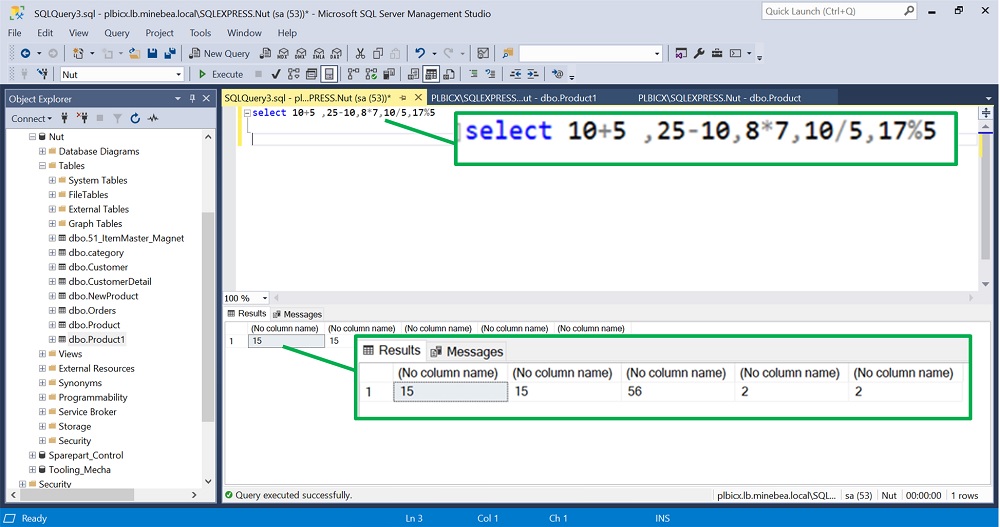 SQLQuery3.sql - plbicx.lb.minebea.local\SQLEXPRESS.Nut (sa (53))* - Microsoft SQL Server Management Studio
Quick Launch (Ctrl+Q)
File Edit View Query Project Tools Window Help
New Query
MDX DMX XMLA DAX
Nut
Execute
Object Explorer
SQLQuery3.sql - pl...PRESS.Nut (sa (53))*
PLBICX\SQLEXPRESS...ut - dbo.Product1
PLBICX\SQLEXPRESS.Nut - dbo.Product
Connect
select 10+5 ,25-10,8*7,10/5,17%5
select 10+5 ,25-10,8*7,10/5,17%5
Nut
Database Diagrams
Tables
System Tables
FileTables
External Tables
Graph Tables
dbo.51_ItemMaster_Magnet
dbo.category
dbo.Customer
dbo.CustomerDetail
dbo.NewProduct
dbo.Orders
dbo.Product
dbo.Product1
Views
External Resources
Synonyms
Programmability
Service Broker
Storage
Security
Sparepart_Control
Tooling_Mecha
Security
100 %
Results Messages
(No column name) (No column name) (No column name) (No column name) (No column name)
1 15 15
Results Messages
(No column name) (No column name) (No column name) (No column name) (No column name)
1 15 15 56 2 2
Query executed successfully.
plbicx.lb.minebea.local\SQL... sa (53) Nut 00:00:00 1 rows
Ready Ln 3 Col 1 Ch 1 INS